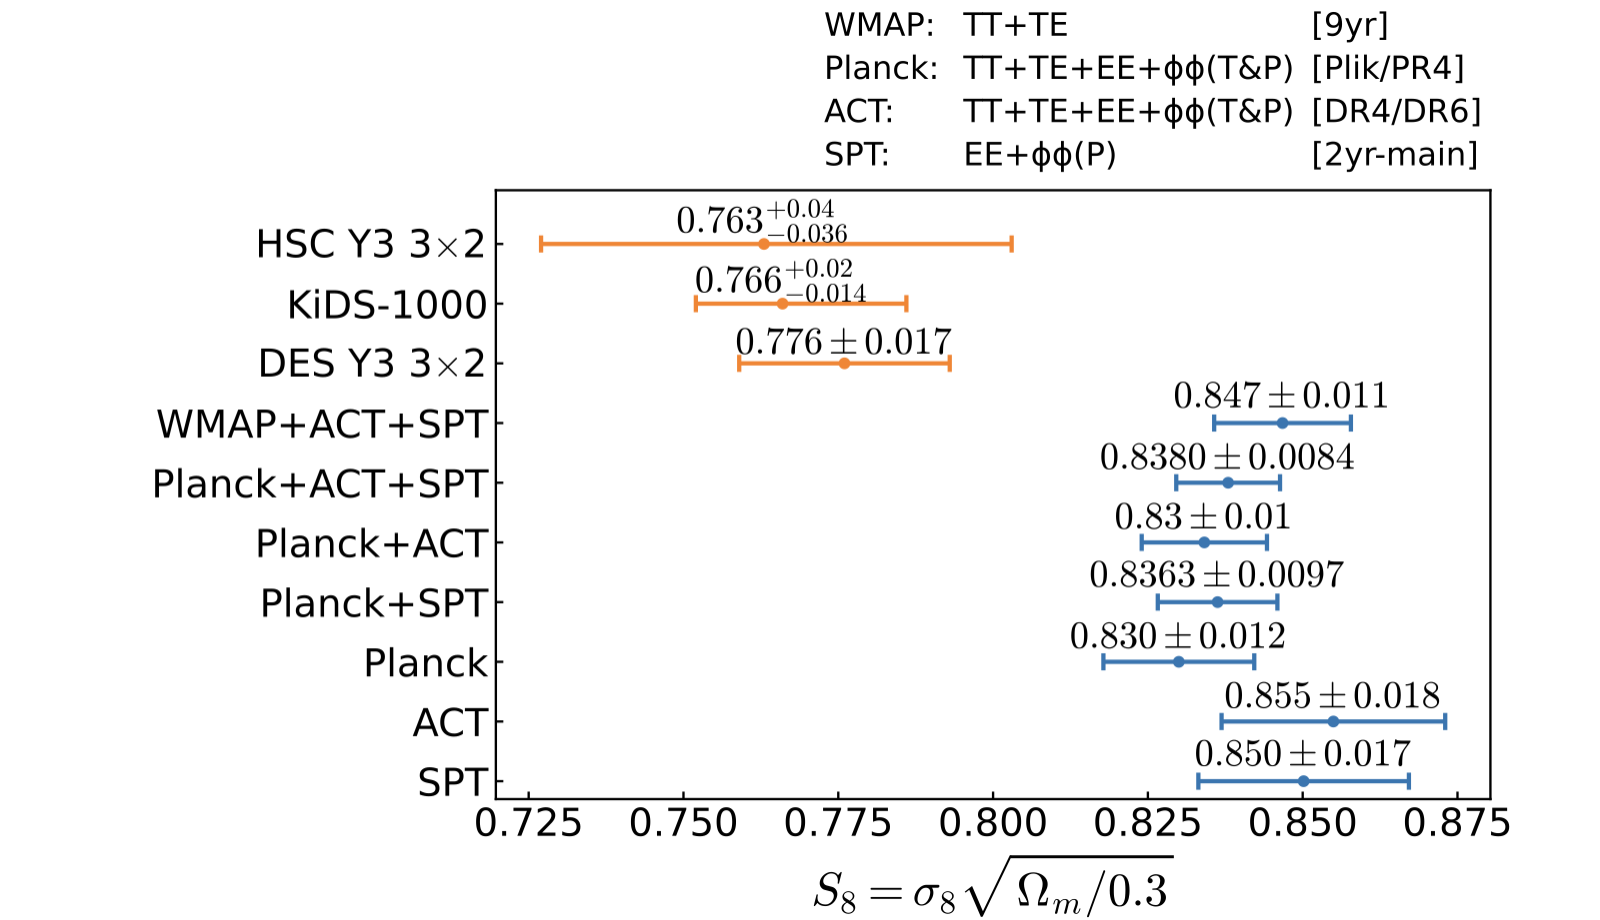 WMAP: TT+TE [9yr]
Planck: TT+TE+EE+ϕϕ(T&P) [Plik/PR4]
ACT: TT+TE+EE+ϕϕ(T&P) [DR4/DR6]
SPT: EE+ϕϕ(P) [2yr-main]
HSC Y3 3×2 0.763 +0.04 −0.036
KiDS-1000 0.766 +0.02 −0.014
DES Y3 3×2 0.776 ± 0.017
WMAP+ACT+SPT 0.847 ± 0.011
Planck+ACT+SPT 0.8380 ± 0.0084
Planck+ACT 0.83 ± 0.01
Planck+SPT 0.8363 ± 0.0097
Planck 0.830 ± 0.012
ACT 0.855 ± 0.018
SPT 0.850 ± 0.017
0.725 0.750 0.775 0.800 0.825 0.850 0.875
S₈ = σ₈√Ωₘ/0.3